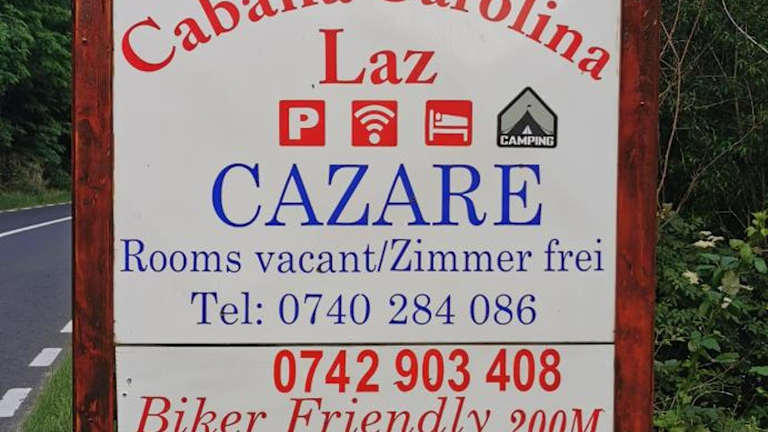 Cabana Carolina
Laz
P
CAMPING
CAZARE
Rooms vacant/Zimmer frei
Tel: 0740 284 086
0742 903 408
Biker Friendly 200M